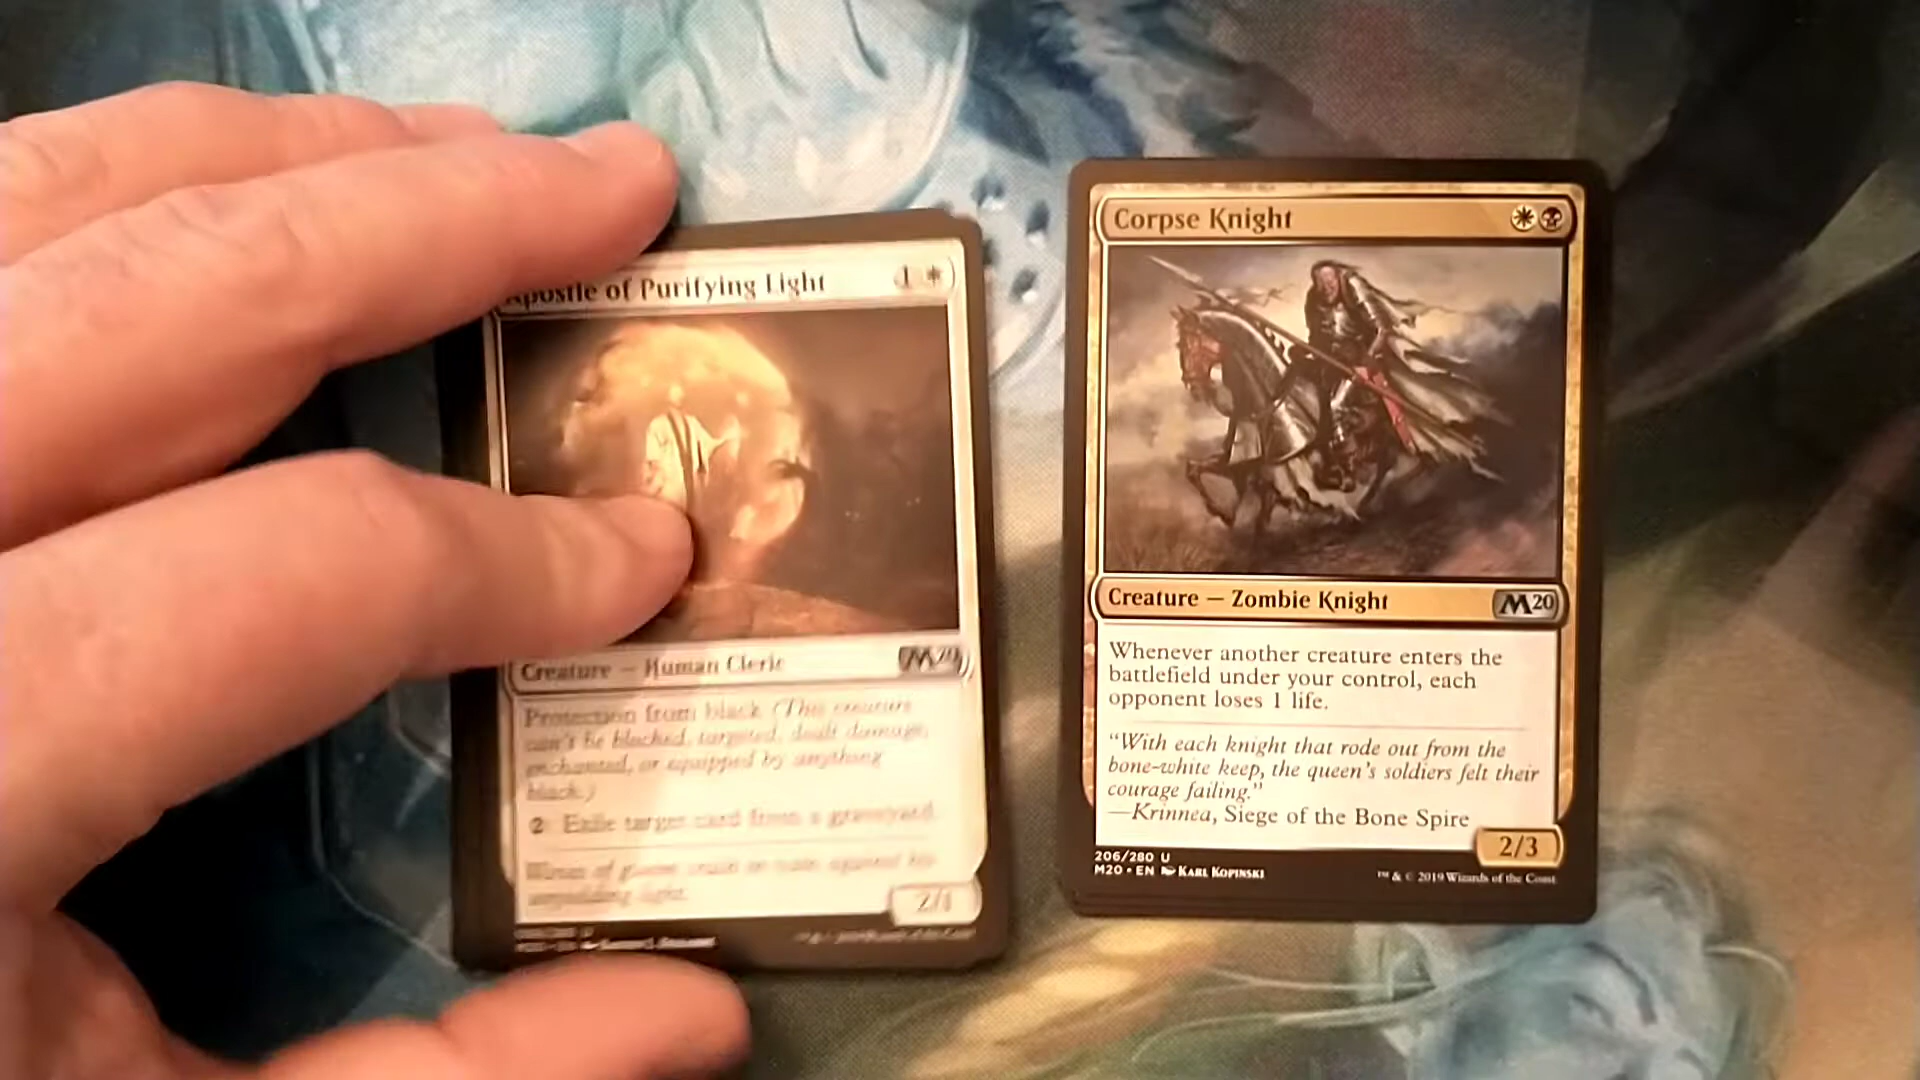 Apostle of Purifying Light
1
Creature — Human Cleric
M20
Protection from black (This creature
can't be blocked, targeted, dealt damage,
enchanted, or equipped by anything
black.)
2: Exile target card from a graveyard.
2/1
Corpse Knight
Creature — Zombie Knight
M20
Whenever another creature enters the
battlefield under your control, each
opponent loses 1 life.
“With each knight that rode out from the
bone-white keep, the queen's soldiers felt their
courage failing.”
—Krinnea, Siege of the Bone Spire
2/3
206/280 U
M20 • EN KARL KOPINSKI
™ & © 2019 Wizards of the Coast